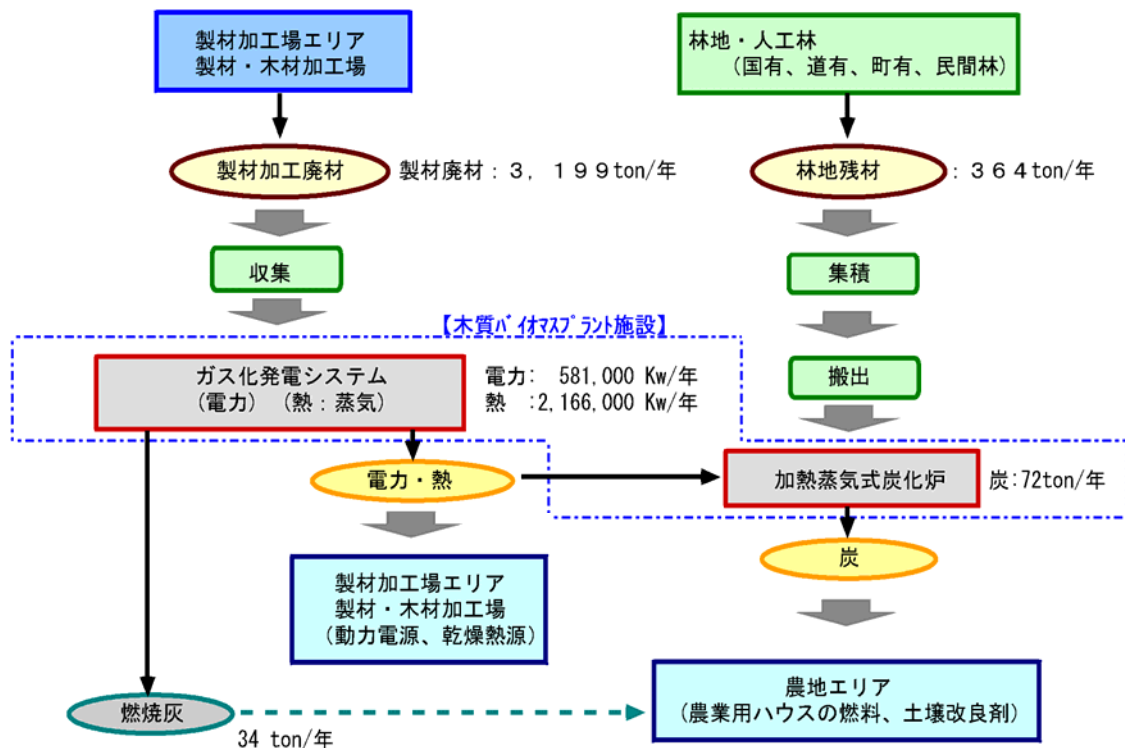 製材加工場エリア
製材・木材加工場
林地・人工林
(国有、道有、町有、民間林)
製材加工廃材
製材廃材：３，１９９ton/年
林地残材
：３６４ton/年
収集
集積
【木質ﾊﾞｲｵﾏｽﾌﾟﾗﾝﾄ施設】
ガス化発電システム
(電力) (熱：蒸気)
電力: 581,000 Kw/年
熱 :2,166,000 Kw/年
搬出
電力・熱
加熱蒸気式炭化炉
炭:72ton/年
炭
製材加工場エリア
製材・木材加工場
(動力電源、乾燥熱源)
農地エリア
(農業用ハウスの燃料、土壌改良剤)
燃焼灰
34 ton/年